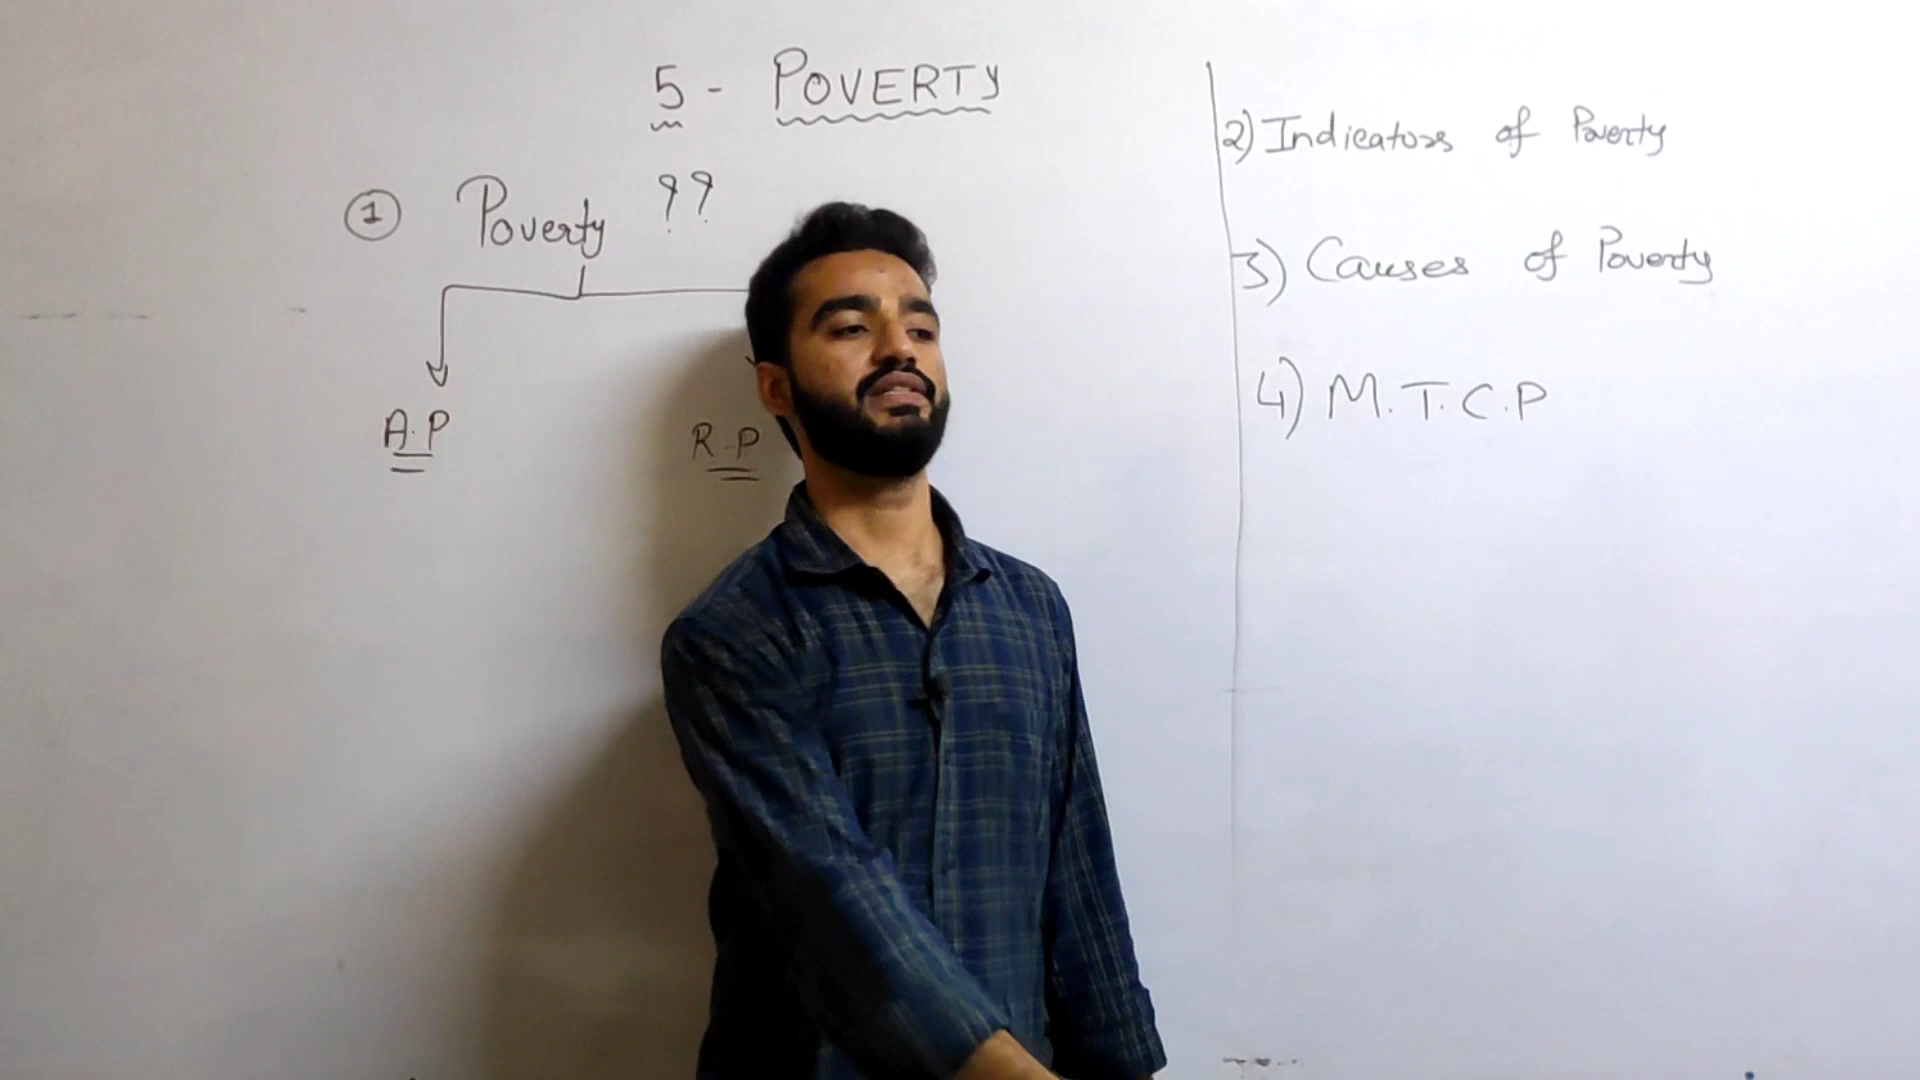 5 - POVERTY
① Poverty ??
A.P
R.P
2) Indicators of Poverty
3) Causes of Poverty
4) M.T.C.P